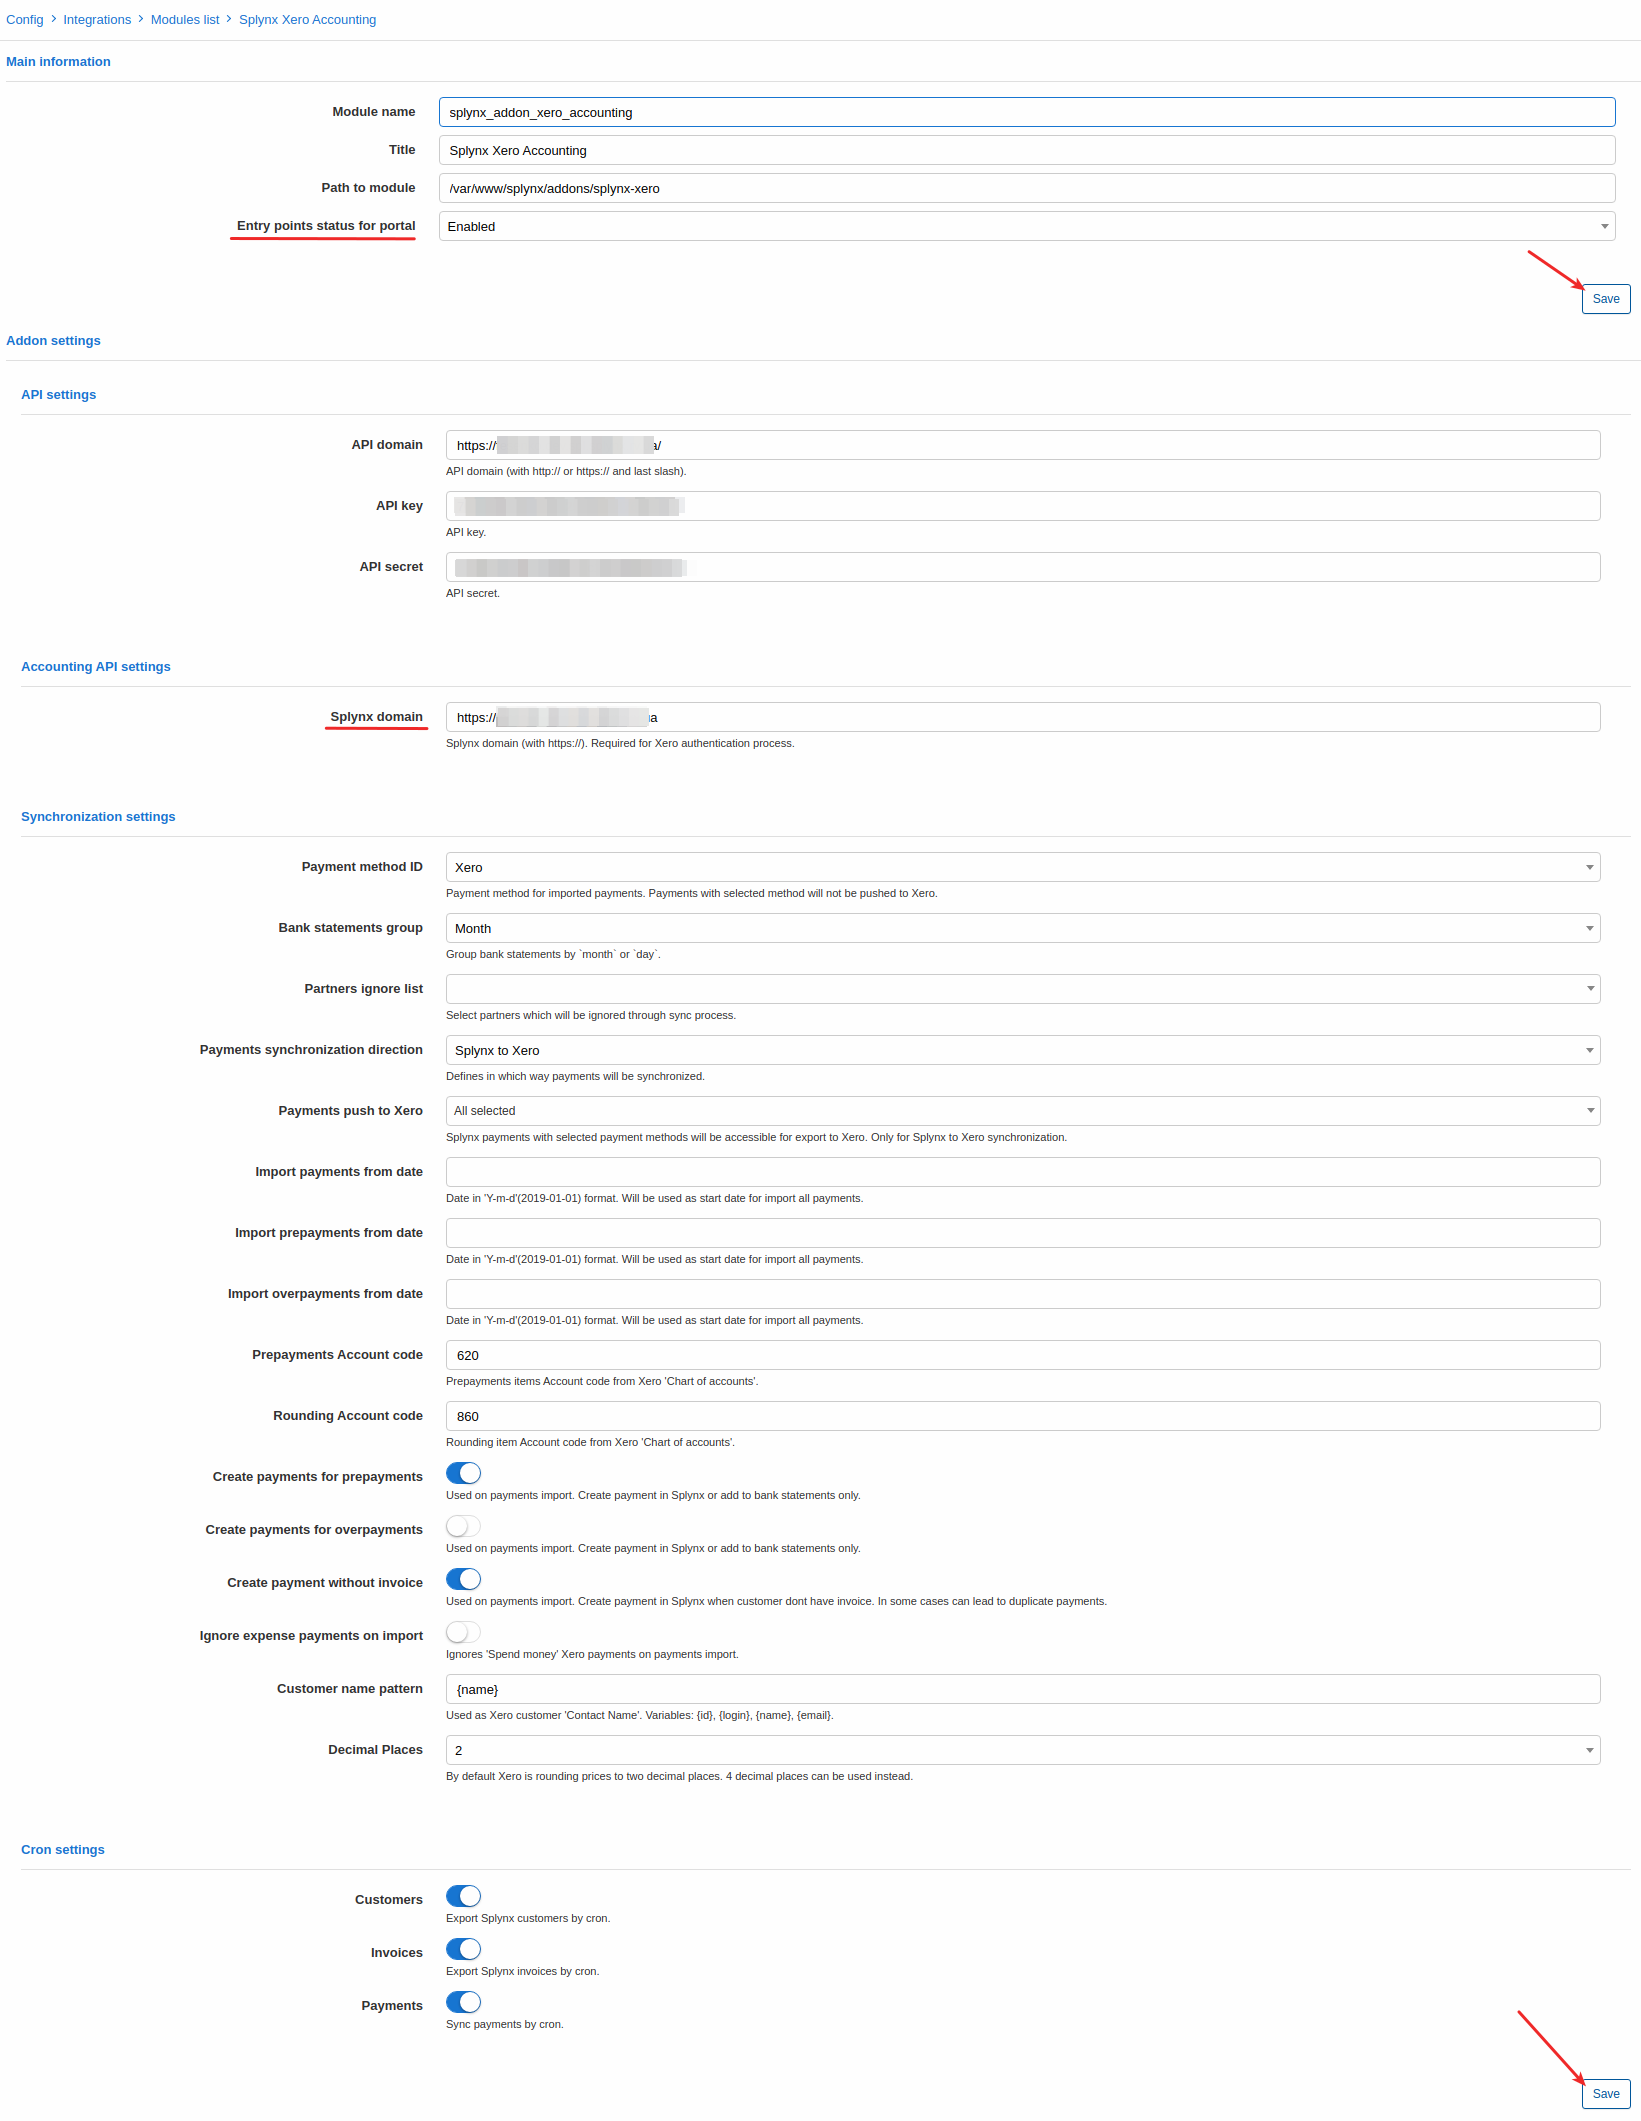 Config > Integrations > Modules list > Splynx Xero Accounting
Main information
Module name splynx_addon_xero_accounting
Title Splynx Xero Accounting
Path to module /var/www/splynx/addons/splynx-xero
Entry points status for portal Enabled
Save
Addon settings
API settings
API domain https:// a/
API domain (with http:// or https:// and last slash).
API key
API key.
API secret
API secret.
Accounting API settings
Splynx domain https:// a
Splynx domain (with https://). Required for Xero authentication process.
Synchronization settings
Payment method ID Xero
Payment method for imported payments. Payments with selected method will not be pushed to Xero.
Bank statements group Month
Group bank statements by `month` or `day`.
Partners ignore list
Select partners which will be ignored through sync process.
Payments synchronization direction Splynx to Xero
Defines in which way payments will be synchronized.
Payments push to Xero All selected
Splynx payments with selected payment methods will be accessible for export to Xero. Only for Splynx to Xero synchronization.
Import payments from date
Date in 'Y-m-d'(2019-01-01) format. Will be used as start date for import all payments.
Import prepayments from date
Date in 'Y-m-d'(2019-01-01) format. Will be used as start date for import all payments.
Import overpayments from date
Date in 'Y-m-d'(2019-01-01) format. Will be used as start date for import all payments.
Prepayments Account code 620
Prepayments items Account code from Xero 'Chart of accounts'.
Rounding Account code 860
Rounding item Account code from Xero 'Chart of accounts'.
Create payments for prepayments
Used on payments import. Create payment in Splynx or add to bank statements only.
Create payments for overpayments
Used on payments import. Create payment in Splynx or add to bank statements only.
Create payment without invoice
Used on payments import. Create payment in Splynx when customer dont have invoice. In some cases can lead to duplicate payments.
Ignore expense payments on import
Ignores 'Spend money' Xero payments on payments import.
Customer name pattern {name}
Used as Xero customer 'Contact Name'. Variables: {id}, {login}, {name}, {email}.
Decimal Places 2
By default Xero is rounding prices to two decimal places. 4 decimal places can be used instead.
Cron settings
Customers
Export Splynx customers by cron.
Invoices
Export Splynx invoices by cron.
Payments
Sync payments by cron.
Save